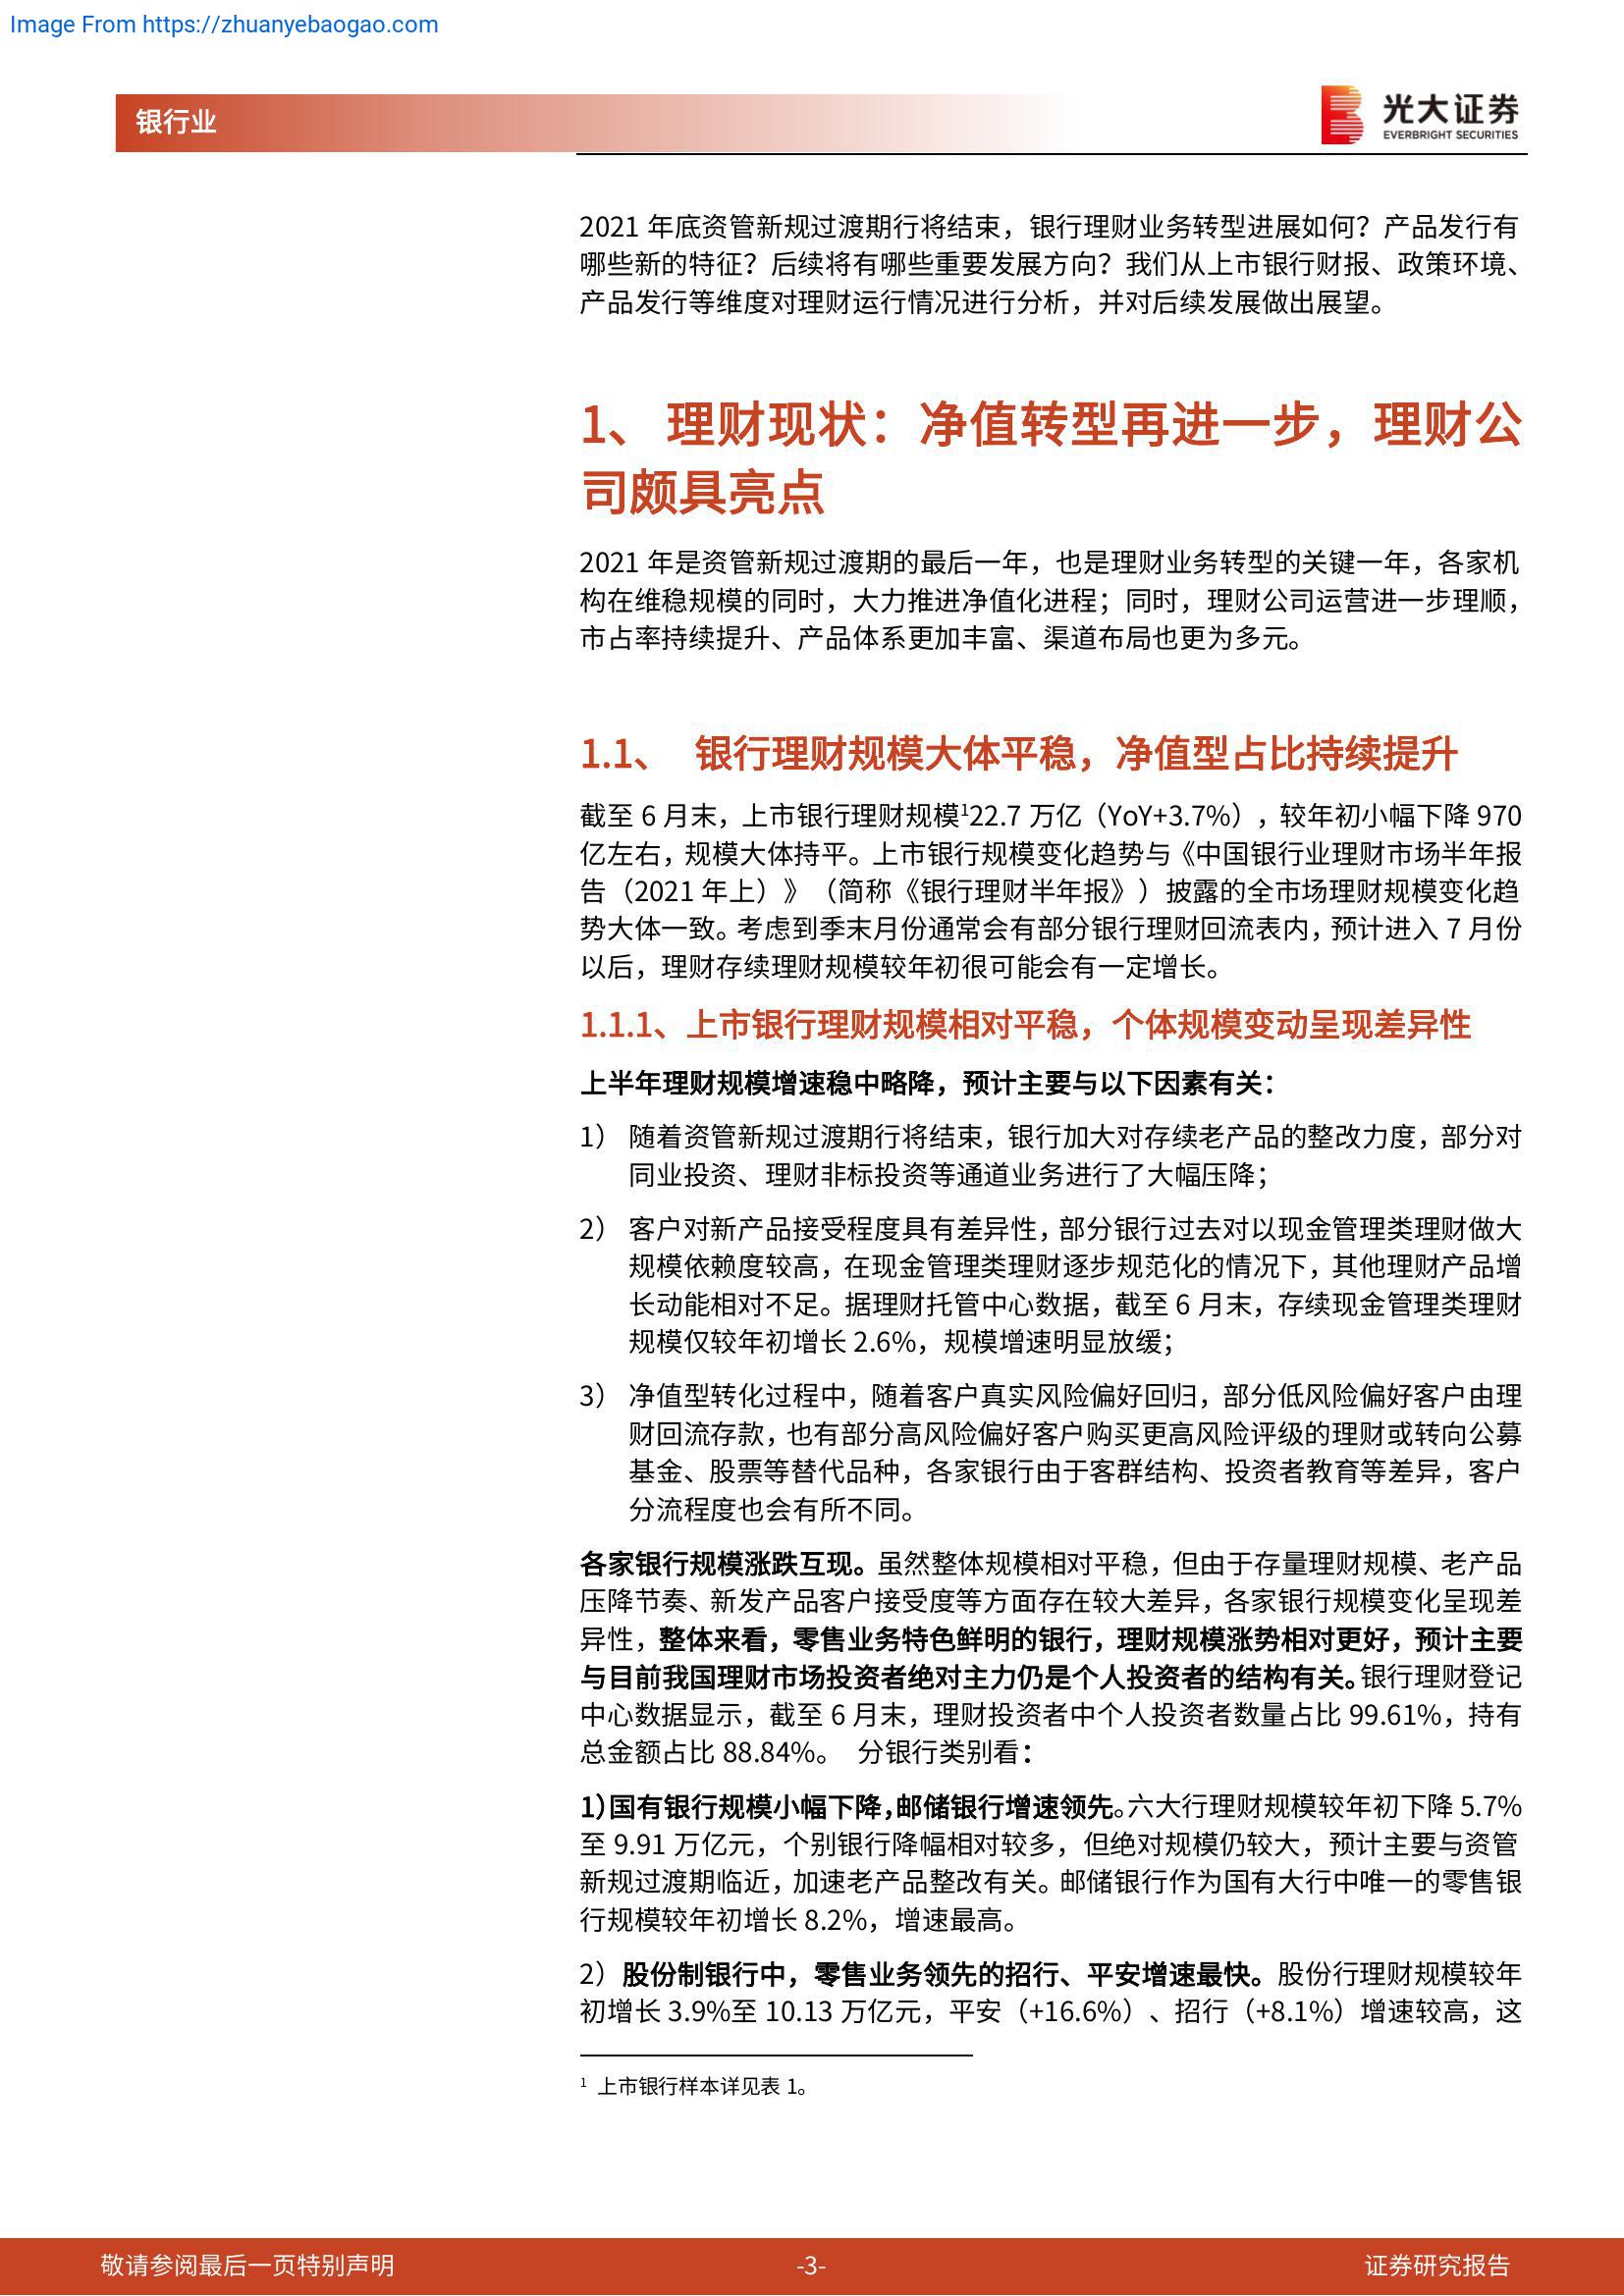 Image From https://zhuanyebaogao.com
银行业
光大证券
EVERBRIGHT SECURITIES
2021 年底资管新规过渡期行将结束，银行理财业务转型进展如何？产品发行有
哪些新的特征？后续将有哪些重要发展方向？我们从上市银行财报、政策环境、
产品发行等维度对理财运行情况进行分析，并对后续发展做出展望。
1、 理财现状：净值转型再进一步，理财公
司颇具亮点
2021 年是资管新规过渡期的最后一年，也是理财业务转型的关键一年，各家机
构在维稳规模的同时，大力推进净值化进程；同时，理财公司运营进一步理顺，
市占率持续提升、产品体系更加丰富、渠道布局也更为多元。
1.1、 银行理财规模大体平稳，净值型占比持续提升
截至 6 月末，上市银行理财规模¹22.7 万亿（YoY+3.7%），较年初小幅下降 970
亿左右，规模大体持平。上市银行规模变化趋势与《中国银行业理财市场半年报
告（2021 年上）》（简称《银行理财半年报》）披露的全市场理财规模变化趋
势大体一致。考虑到季末月份通常会有部分银行理财回流表内，预计进入 7 月份
以后，理财存续理财规模较年初很可能会有一定增长。
1.1.1、上市银行理财规模相对平稳，个体规模变动呈现差异性
上半年理财规模增速稳中略降，预计主要与以下因素有关：
1） 随着资管新规过渡期行将结束，银行加大对存续老产品的整改力度，部分对
同业投资、理财非标投资等通道业务进行了大幅压降；
2） 客户对新产品接受程度具有差异性，部分银行过去对以现金管理类理财做大
规模依赖度较高，在现金管理类理财逐步规范化的情况下，其他理财产品增
长动能相对不足。据理财托管中心数据，截至 6 月末，存续现金管理类理财
规模仅较年初增长 2.6%，规模增速明显放缓；
3） 净值型转化过程中，随着客户真实风险偏好回归，部分低风险偏好客户由理
财回流存款，也有部分高风险偏好客户购买更高风险评级的理财或转向公募
基金、股票等替代品种，各家银行由于客群结构、投资者教育等差异，客户
分流程度也会有所不同。
各家银行规模涨跌互现。虽然整体规模相对平稳，但由于存量理财规模、老产品
压降节奏、新发产品客户接受度等方面存在较大差异，各家银行规模变化呈现差
异性，整体来看，零售业务特色鲜明的银行，理财规模涨势相对更好，预计主要
与目前我国理财市场投资者绝对主力仍是个人投资者的结构有关。银行理财登记
中心数据显示，截至 6 月末，理财投资者中个人投资者数量占比 99.61%，持有
总金额占比 88.84%。 分银行类别看：
1）国有银行规模小幅下降，邮储银行增速领先。六大行理财规模较年初下降 5.7%
至 9.91 万亿元，个别银行降幅相对较多，但绝对规模仍较大，预计主要与资管
新规过渡期临近，加速老产品整改有关。邮储银行作为国有大行中唯一的零售银
行规模较年初增长 8.2%，增速最高。
2）股份制银行中，零售业务领先的招行、平安增速最快。股份行理财规模较年
初增长 3.9%至 10.13 万亿元，平安（+16.6%）、招行（+8.1%）增速较高，这
¹ 上市银行样本详见表 1。
敬请参阅最后一页特别声明
-3-
证券研究报告